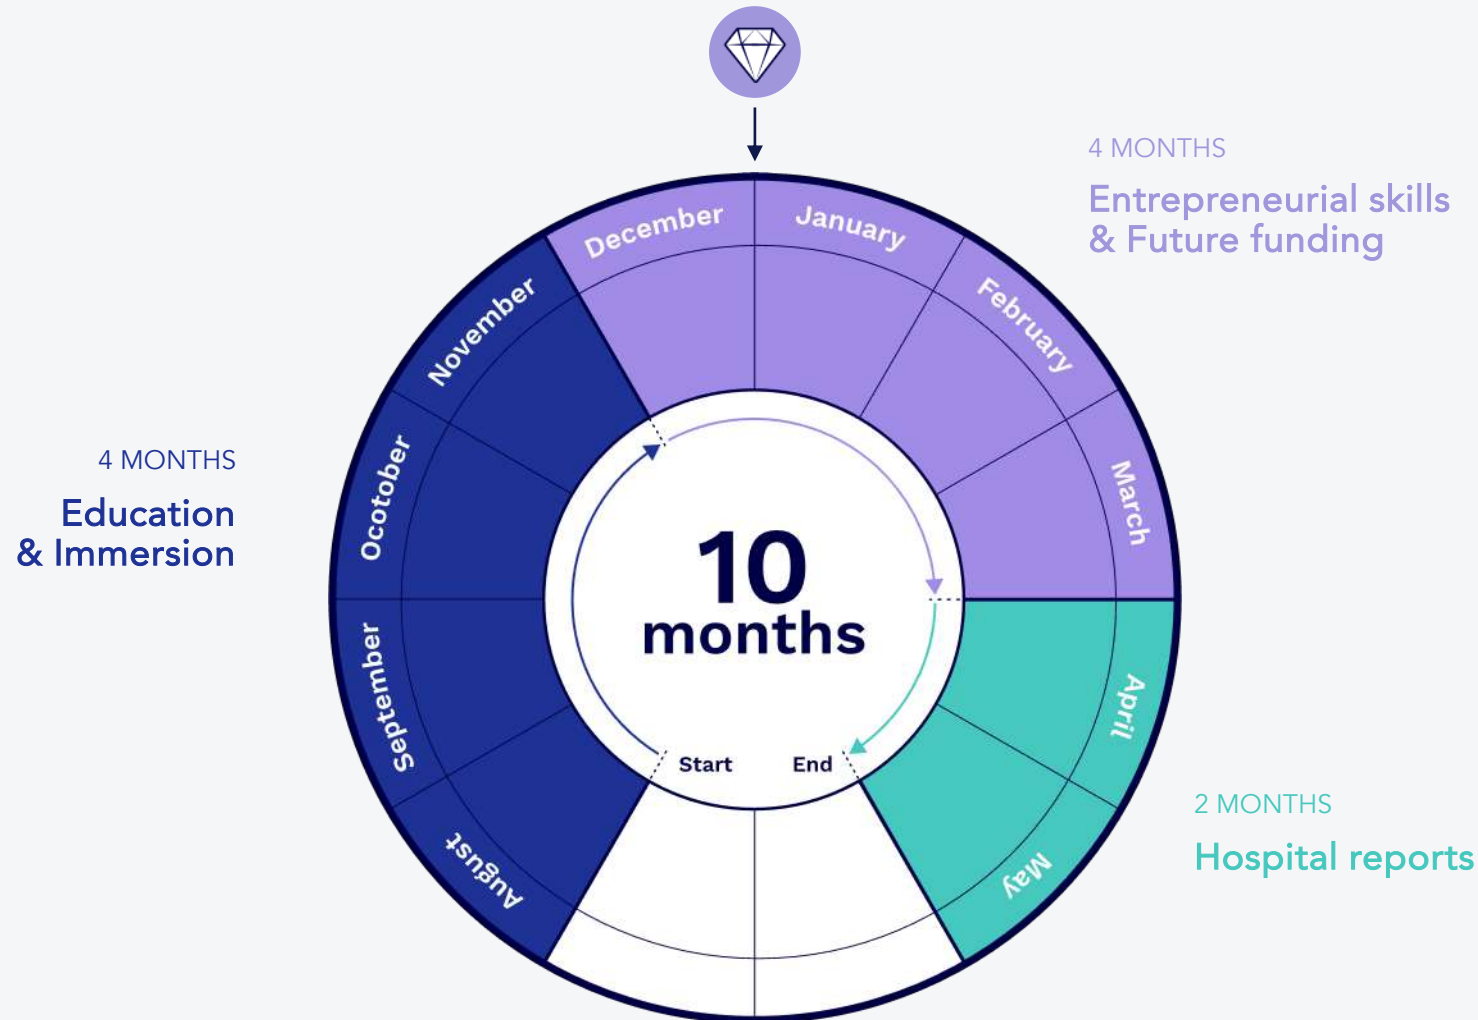 4 MONTHS
Entrepreneurial skills
& Future funding
December
January
February
March
April
May
August
September
Ocotober
November
4 MONTHS
Education
& Immersion
10
months
Start
End
2 MONTHS
Hospital reports